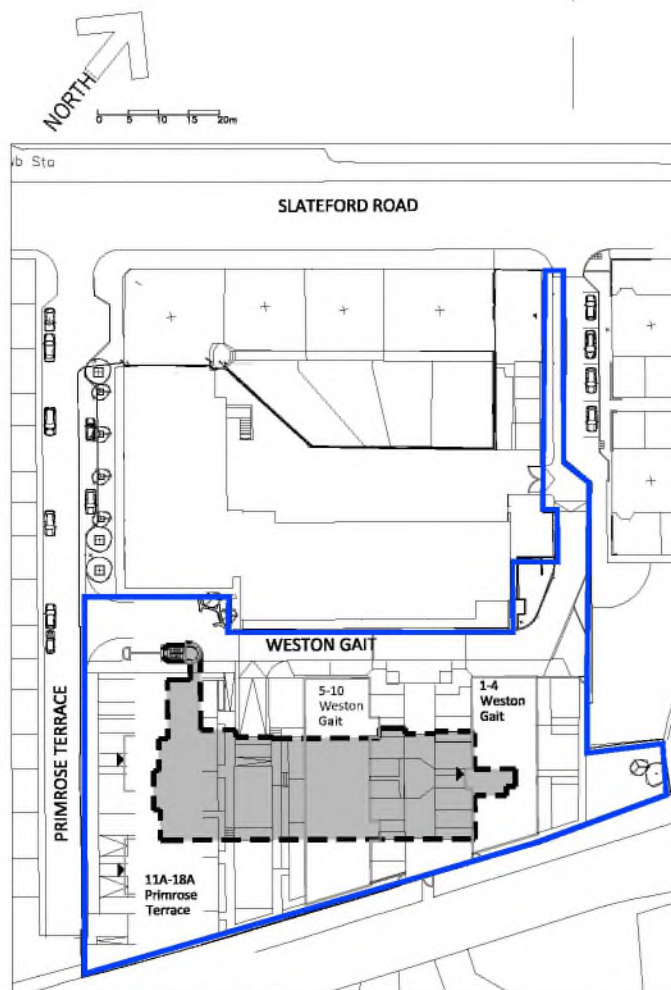 NORTH
0 5 10 15 20m
ub Sta
SLATEFORD ROAD
WESTON GAIT
5-10
Weston
Gait
1-4
Weston
Gait
PRIMROSE TERRACE
11A-18A
Primrose
Terrace